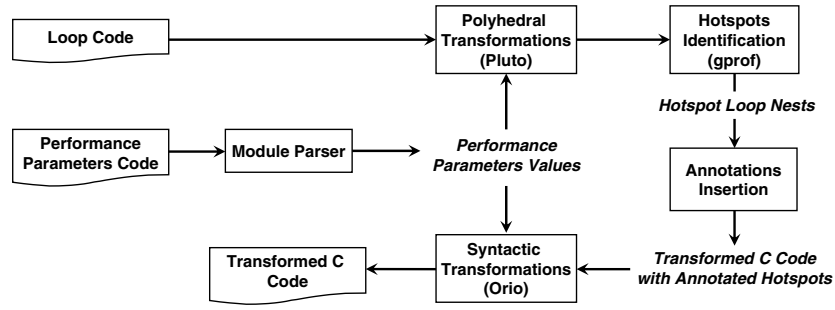 Loop Code
Polyhedral
Transformations
(Pluto)
Hotspots
Identification
(gprof)
Hotspot Loop Nests
Performance
Parameters Code
Module Parser
Performance
Parameters Values
Annotations
Insertion
Transformed C
Code
Syntactic
Transformations
(Orio)
Transformed C Code
with Annotated Hotspots